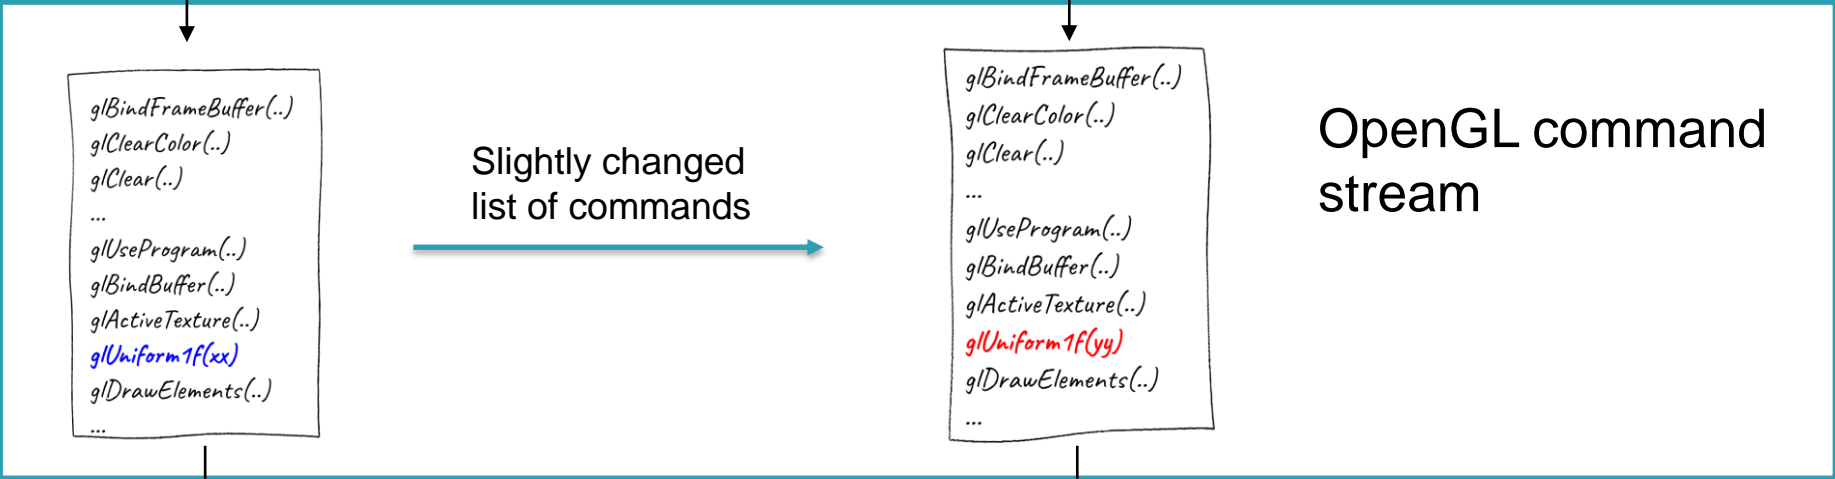 glBindFrameBuffer(..)
glClearColor(..)
glClear(..)
...
glUseProgram(..)
glBindBuffer(..)
glActiveTexture(..)
glUniform1f(xx)
glDrawElements(..)
...
Slightly changed
list of commands
glBindFrameBuffer(..)
glClearColor(..)
glClear(..)
...
glUseProgram(..)
glBindBuffer(..)
glActiveTexture(..)
glUniform1f(yy)
glDrawElements(..)
...
OpenGL command
stream